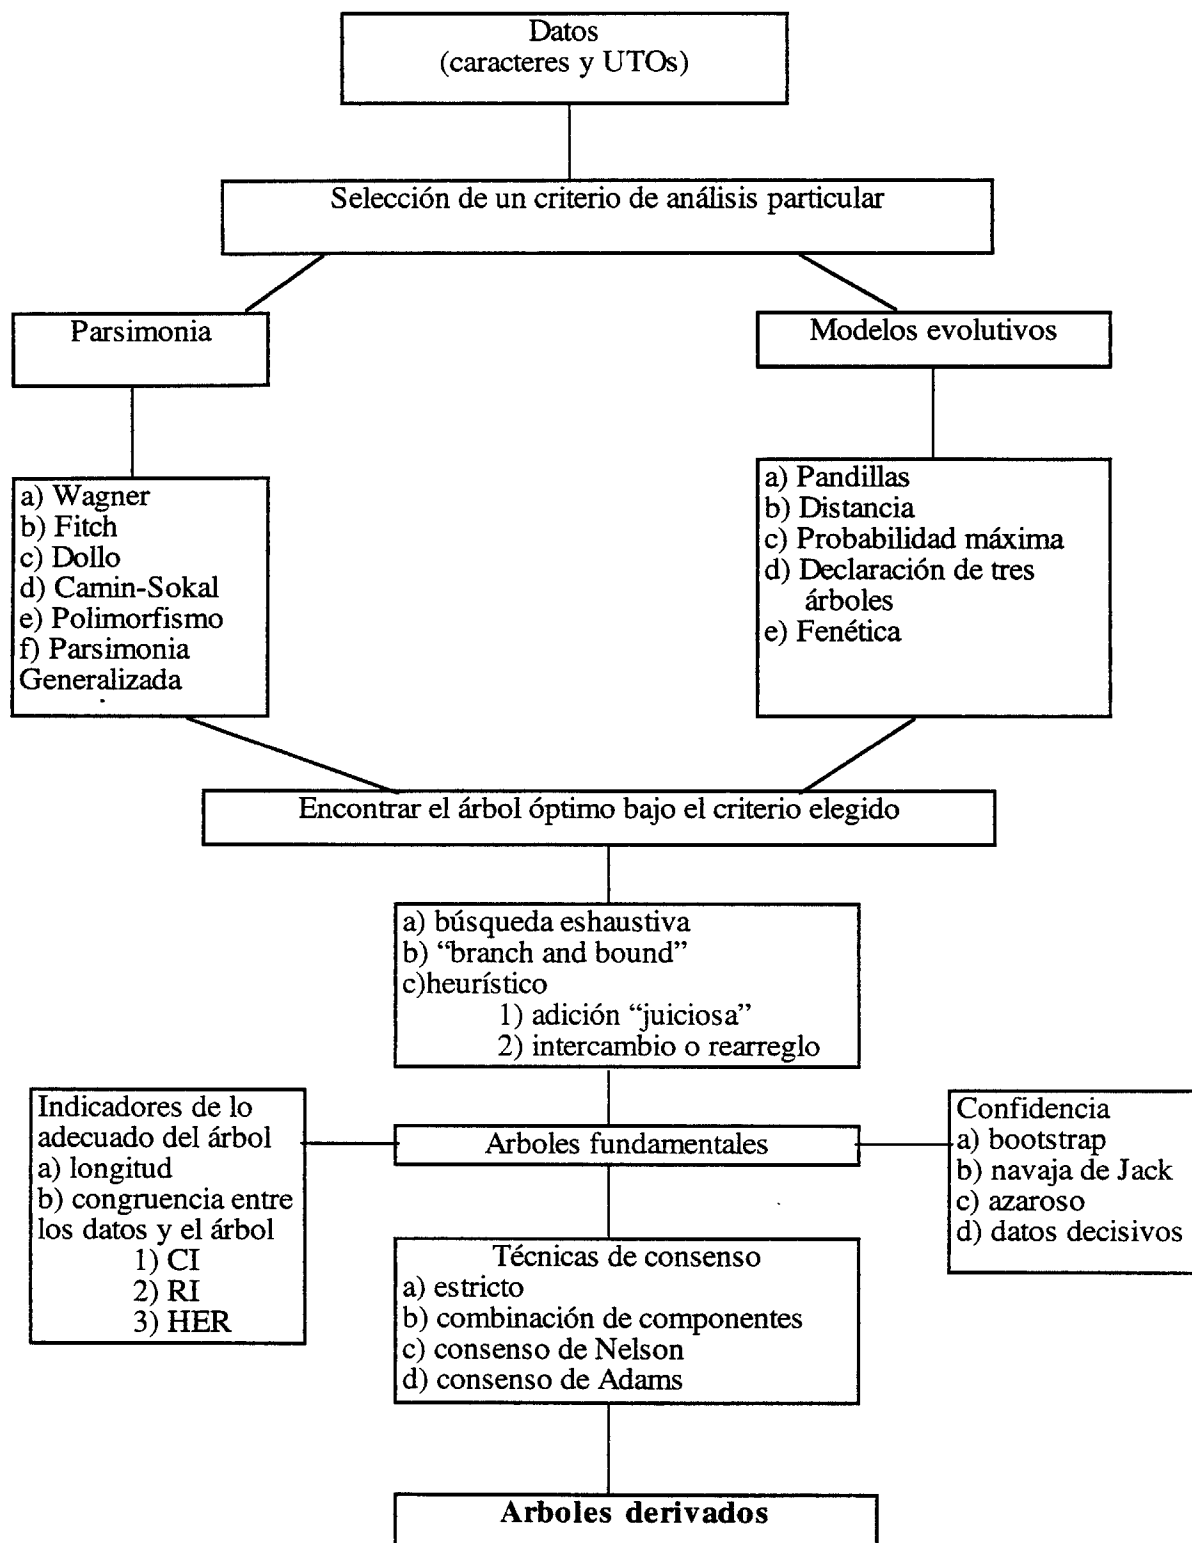 Datos
(caracteres y UTOs)
Selección de un criterio de análisis particular
Parsimonia
Modelos evolutivos
a) Wagner
b) Fitch
c) Dollo
d) Camin-Sokal
e) Polimorfismo
f) Parsimonia
Generalizada
a) Pandillas
b) Distancia
c) Probabilidad máxima
d) Declaración de tres
árboles
e) Fenética
Encontrar el árbol óptimo bajo el criterio elegido
a) búsqueda eshaustiva
b) “branch and bound”
c)heurístico
1) adición “juiciosa”
2) intercambio o rearreglo
Indicadores de lo
adecuado del árbol
a) longitud
b) congruencia entre
los datos y el árbol
1) CI
2) RI
3) HER
Arboles fundamentales
Confidencia
a) bootstrap
b) navaja de Jack
c) azaroso
d) datos decisivos
Técnicas de consenso
a) estricto
b) combinación de componentes
c) consenso de Nelson
d) consenso de Adams
Arboles derivados